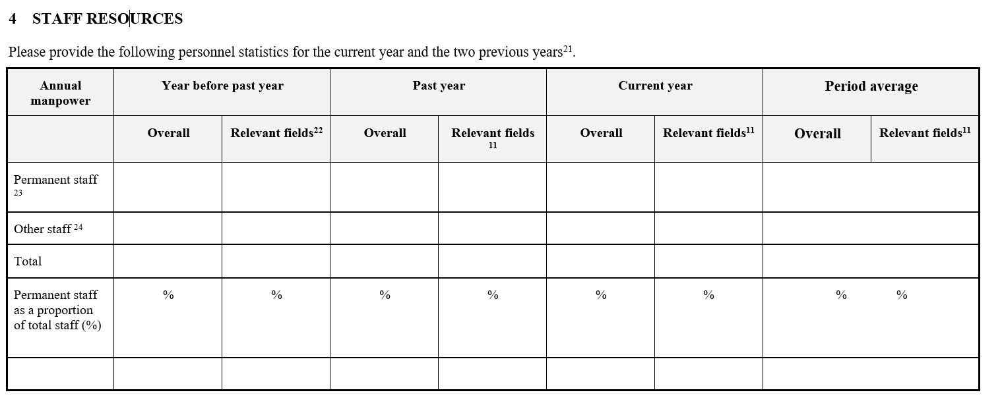 4 STAFF RESOURCES
Please provide the following personnel statistics for the current year and the two previous years²¹.
Annual manpower Year before past year Past year Current year Period average
Overall Relevant fields²² Overall Relevant fields ¹¹ Overall Relevant fields¹¹ Overall Relevant fields¹¹
Permanent staff
²³
Other staff ²⁴
Total
Permanent staff % % % % % % % %
as a proportion
of total staff (%)